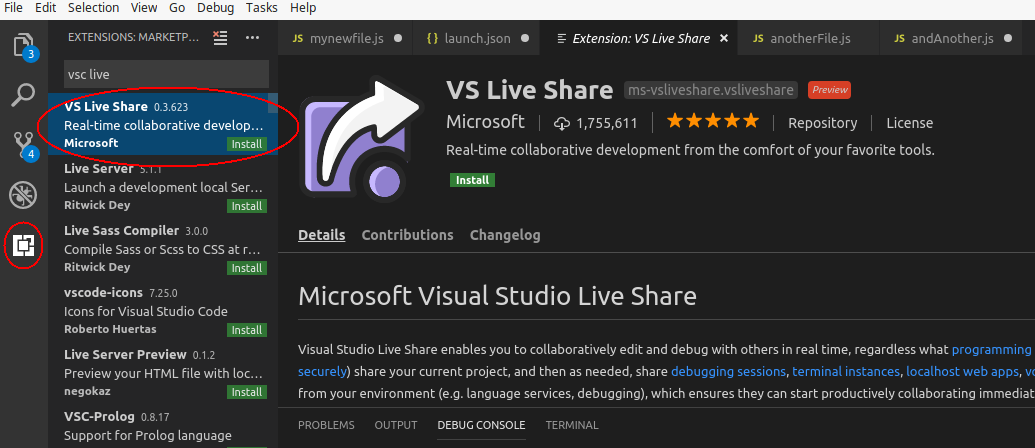 File Edit Selection View Go Debug Tasks Help
EXTENSIONS: MARKETP...
mynewfile.js
launch.json
Extension: VS Live Share
anotherFile.js
andAnother.js
3
4
vsc live
VS Live Share 0.3.623
Real-time collaborative develop...
Microsoft Install
Live Server 5.1.1
Launch a development local Ser...
Ritwick Dey Install
Live Sass Compiler 3.0.0
Compile Sass or Scss to CSS at r...
Ritwick Dey Install
vscode-icons 7.25.0
Icons for Visual Studio Code
Roberto Huertas Install
Live Server Preview 0.1.2
Preview your HTML file with loc...
negokaz Install
VSC-Prolog 0.8.17
Support for Prolog language
VS Live Share ms-vsliveshare.vsliveshare Preview
Microsoft 1,755,611 Repository License
Real-time collaborative development from the comfort of your favorite tools.
Install
Details Contributions Changelog
Microsoft Visual Studio Live Share
Visual Studio Live Share enables you to collaboratively edit and debug with others in real time, regardless what programming
securely) share your current project, and then as needed, share debugging sessions, terminal instances, localhost web apps,
from your environment (e.g. language services, debugging), which ensures they can start productively collaborating immediat
PROBLEMS OUTPUT DEBUG CONSOLE TERMINAL